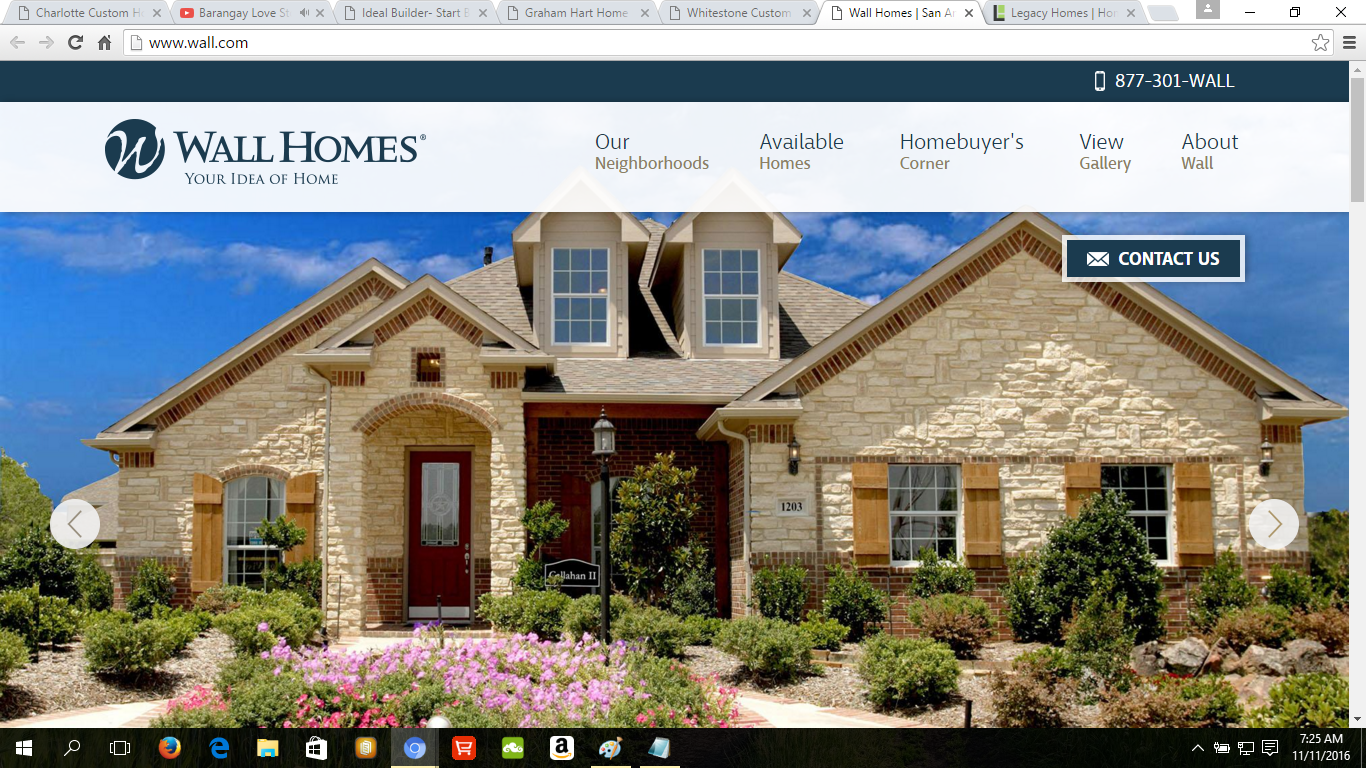 Charlotte Custom H
Barangay Love St
Ideal Builder- Start B
Graham Hart Home
Whitestone Custom
Wall Homes | San A
Legacy Homes | Hom
www.wall.com
877-301-WALL
WALL HOMES®
YOUR IDEA OF HOME
Our
Neighborhoods
Available
Homes
Homebuyer's
Corner
View
Gallery
About
Wall
CONTACT US
1203
Callahan II
7:25 AM
11/11/2016